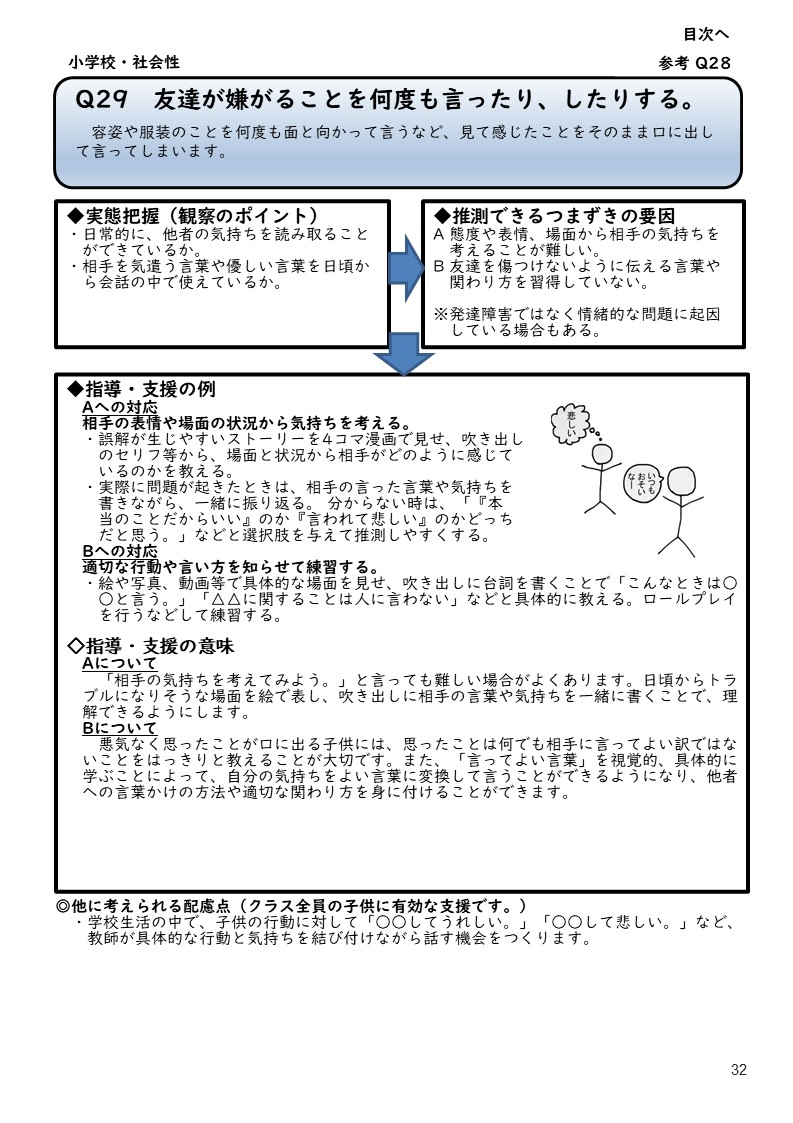 目次へ
小学校・社会性
参考 Q28
Q29　友達が嫌がることを何度も言ったり、したりする。
容姿や服装のことを何度も面と向かって言うなど、見て感じたことをそのまま口に出し
て言ってしまいます。
◆実態把握（観察のポイント）
・日常的に、他者の気持ちを読み取ること
ができているか。
・相手を気遣う言葉や優しい言葉を日頃か
ら会話の中で使えているか。
◆推測できるつまずきの要因
A 態度や表情、場面から相手の気持ちを
考えることが難しい。
B 友達を傷つけないように伝える言葉や
関わり方を習得していない。
※発達障害ではなく情緒的な問題に起因
している場合もある。
◆指導・支援の例
Aへの対応
相手の表情や場面の状況から気持ちを考える。
・誤解が生じやすいストーリーを4コマ漫画で見せ、吹き出し
のセリフ等から、場面と状況から相手がどのように感じて
いるのかを教える。
・実際に問題が起きたときは、相手の言った言葉や気持ちを
書きながら、一緒に振り返る。 分からない時は、「『本
当のことだからいい』のか『言われて悲しい』のかどっち
だと思う。」などと選択肢を与えて推測しやすくする。
悲しい
いつも
おそい
なー
Bへの対応
適切な行動や言い方を知らせて練習する。
・絵や写真、動画等で具体的な場面を見せ、吹き出しに台詞を書くことで「こんなときは〇
〇と言う。」「△△に関することは人に言わない」などと具体的に教える。ロールプレイ
を行うなどして練習する。
◇指導・支援の意味
Aについて
「相手の気持ちを考えてみよう。」と言っても難しい場合がよくあります。日頃からトラ
ブルになりそうな場面を絵で表し、吹き出しに相手の言葉や気持ちを一緒に書くことで、理
解できるようにします。
Bについて
悪気なく思ったことが口に出る子供には、思ったことは何でも相手に言ってよい訳ではな
いことをはっきりと教えることが大切です。また、「言ってよい言葉」を視覚的、具体的に
学ぶことによって、自分の気持ちをよい言葉に変換して言うことができるようになり、他者
への言葉かけの方法や適切な関わり方を身に付けることができます。
◎他に考えられる配慮点（クラス全員の子供に有効な支援です。）
・学校生活の中で、子供の行動に対して「〇〇してうれしい。」「〇〇して悲しい。」など、
教師が具体的な行動と気持ちを結び付けながら話す機会をつくります。
32